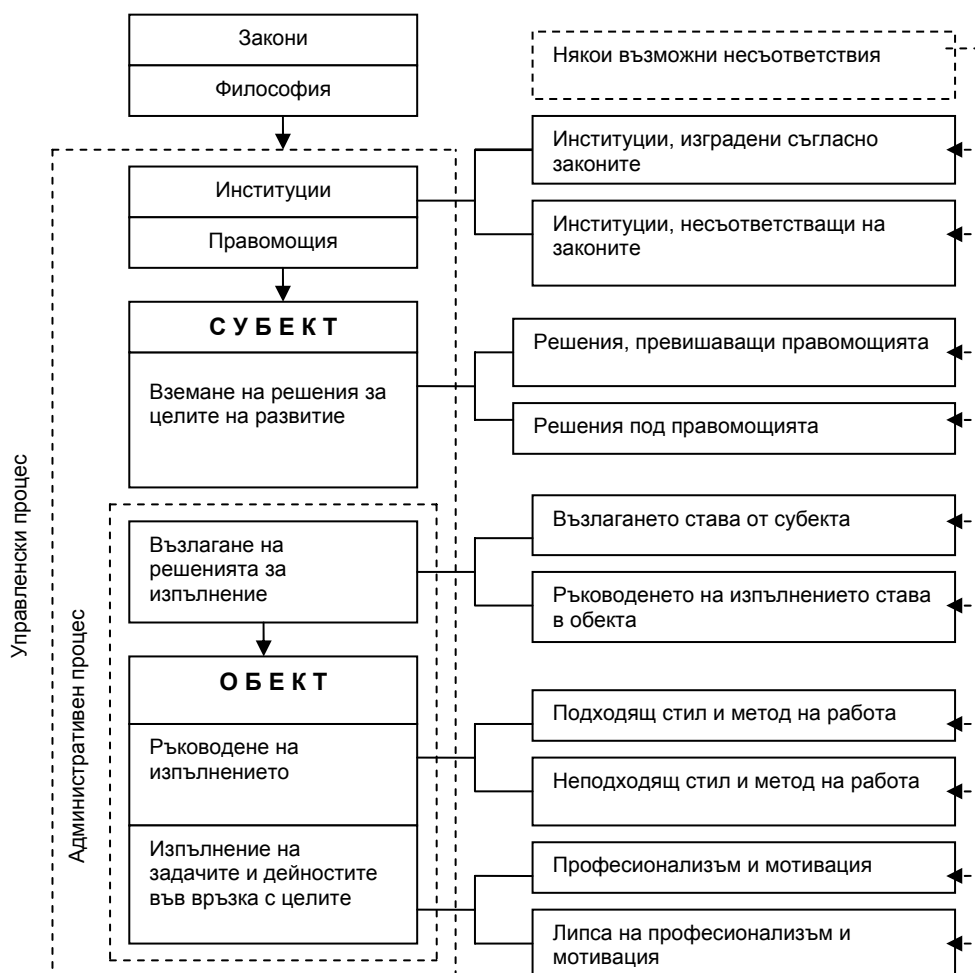 Закони
Философия
Някои възможни несъответствия
Институции
Правомощия
Институции, изградени съгласно
законите
Институции, несъответстващи на
законите
С У Б Е К Т
Вземане на решения за
целите на развитие
Решения, превишаващи правомощията
Решения под правомощията
Управленски процес
Административен процес
Възлагане на
решенията за
изпълнение
Възлагането става от субекта
Ръководенето на изпълнението става
в обекта
О Б Е К Т
Ръководене на
изпълнението
Подходящ стил и метод на работа
Неподходящ стил и метод на работа
Изпълнение на
задачите и дейностите
във връзка с целите
Професионализъм и мотивация
Липса на професионализъм и
мотивация